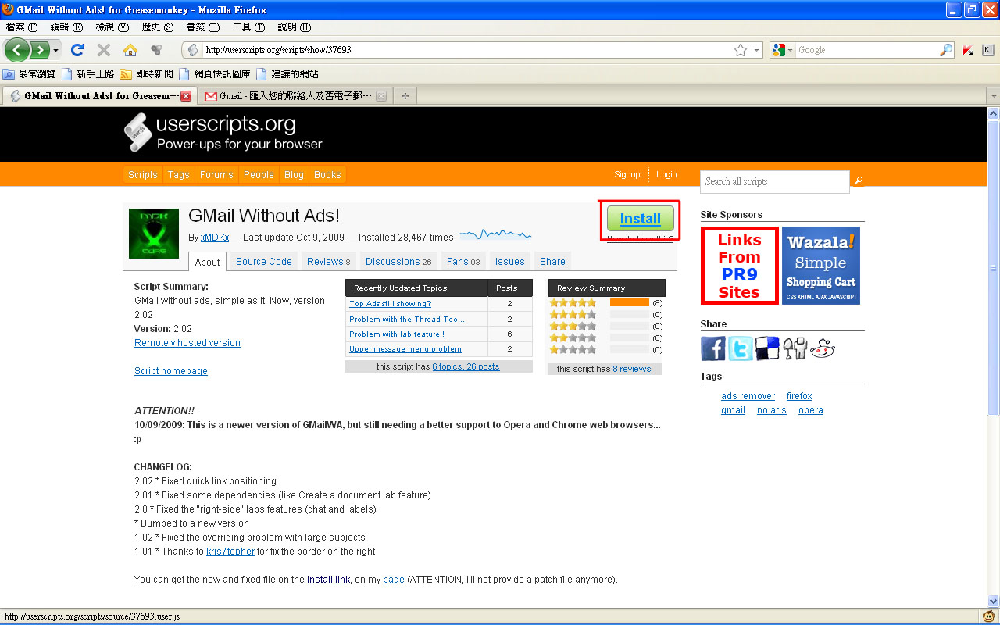 GMail Without Ads! for Greasemonkey - Mozilla Firefox
檔案 (F) 編輯 (E) 檢視 (V) 歷史 (S) 書籤 (B) 工具 (T) 說明 (H)
http://userscripts.org/scripts/show/37693 Google
最常瀏覽 新手上路 即時新聞 網頁快訊圖庫 建議的網站
GMail Without Ads! for Greasem... Gmail - 匯入您的聯絡人及舊電子郵...
userscripts.org
Power-ups for your browser
Scripts Tags Forums People Blog Books Signup Login Search all scripts
GMail Without Ads! Install
By xMDKx — Last update Oct 9, 2009 — Installed 28,467 times. How do I use this?
About Source Code Reviews 8 Discussions 26 Fans 93 Issues Share
Script Summary:
GMail without ads, simple as it! Now, version
2.02
Version: 2.02
Remotely hosted version
Script homepage
Recently Updated Topics Posts
Top Ads still showing? 2
Problem with the Thread Too... 2
Problem with lab feature!! 6
Upper message menu problem 2
this script has 6 topics, 26 posts
Review Summary
(8)
(0)
(0)
(0)
(0)
this script has 8 reviews
ATTENTION!!
10/09/2009: This is a newer version of GMailWA, but still needing a better support to Opera and Chrome web browsers...
:p
CHANGELOG:
2.02 * Fixed quick link positioning
2.01 * Fixed some dependencies (like Create a document lab feature)
2.0 * Fixed the "right-side" labs features (chat and labels)
* Bumped to a new version
1.02 * Fixed the overriding problem with large subjects
1.01 * Thanks to kris7topher for fix the border on the right
You can get the new and fixed file on the install link, on my page (ATTENTION, I'll not provide a patch file anymore).
Site Sponsors
Links
From
PR9
Sites
Wazala!
Simple
Shopping Cart
CSS XHTML AJAX JAVASCRIPT
Share
Tags
ads remover firefox
gmail no ads opera
http://userscripts.org/scripts/source/37693.user.js